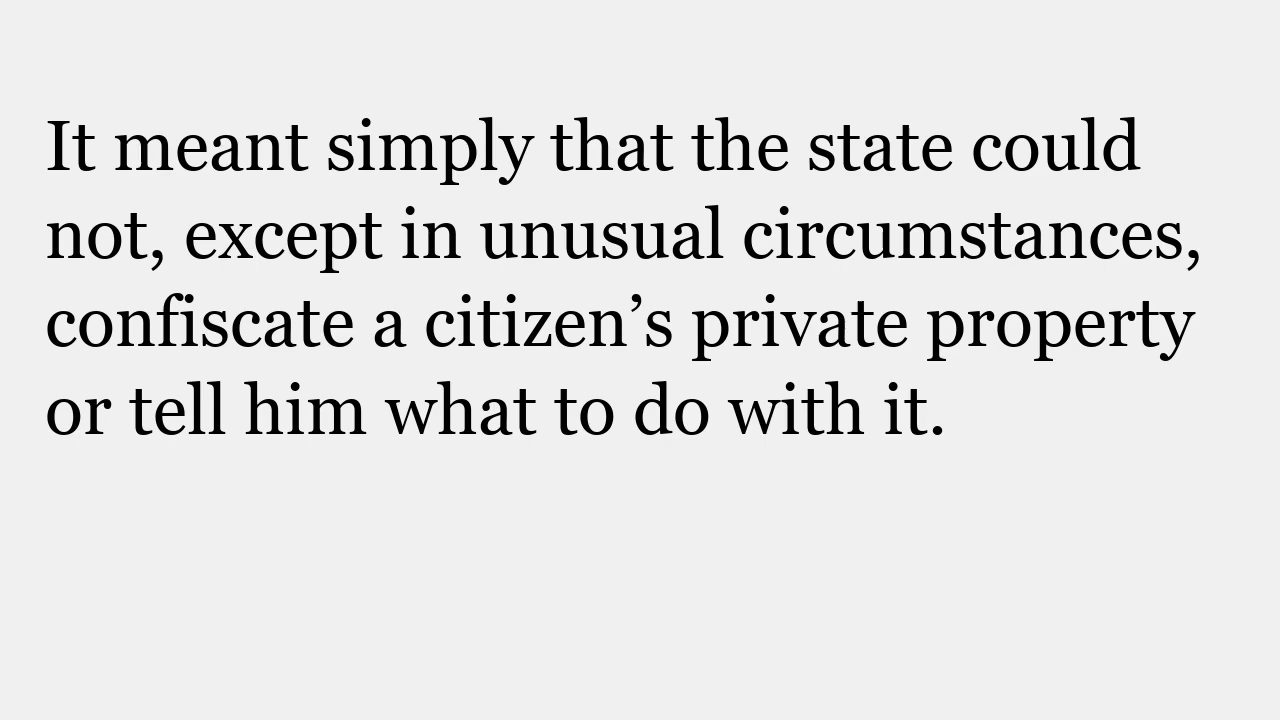 It meant simply that the state could
not, except in unusual circumstances,
confiscate a citizen’s private property
or tell him what to do with it.